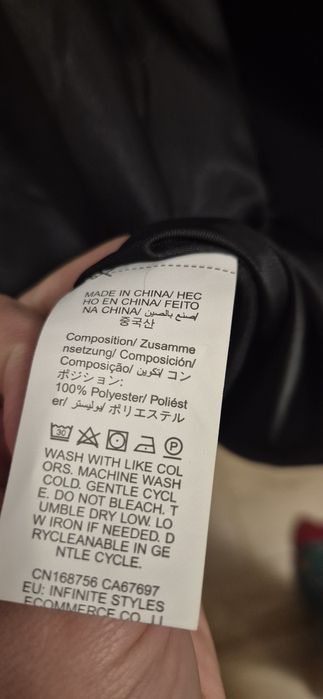 MADE IN CHINA/ HEC
HO EN CHINA/ FEITO
NA CHINA/ صنع بالصين/
중국산
Composition/ Zusamme
nsetzung/ Composición/
Composição/ تكوين/ コン
ポジション:
100% Polyester/ Poliést
er/ بوليستر/ ポリエステル
30 P
WASH WITH LIKE COL
ORS. MACHINE WASH
COLD. GENTLE CYCL
E. DO NOT BLEACH. T
UMBLE DRY LOW. LO
W IRON IF NEEDED. D
RYCLEANABLE IN GE
NTLE CYCLE.
CN168756 CA67697
EU: INFINITE STYLES
ECOMMERCE CO., LI